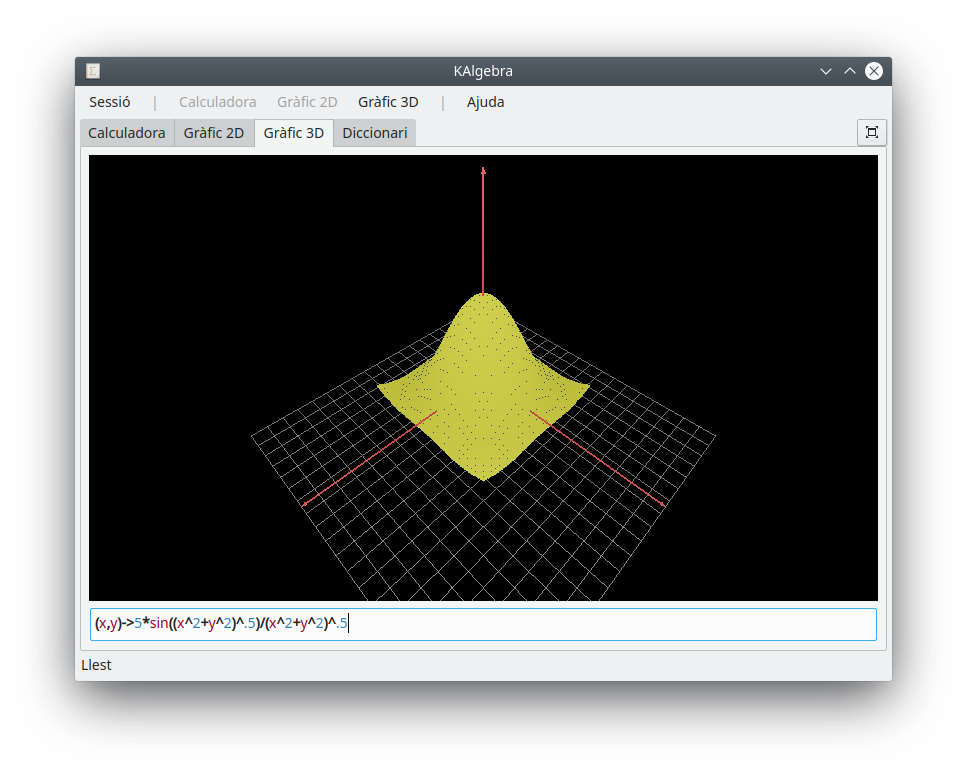 KAlgebra
Sessió | Calculadora Gràfic 2D Gràfic 3D | Ajuda
Calculadora Gràfic 2D Gràfic 3D Diccionari
(x,y)->5*sin((x^2+y^2)^.5)/(x^2+y^2)^.5
Llest